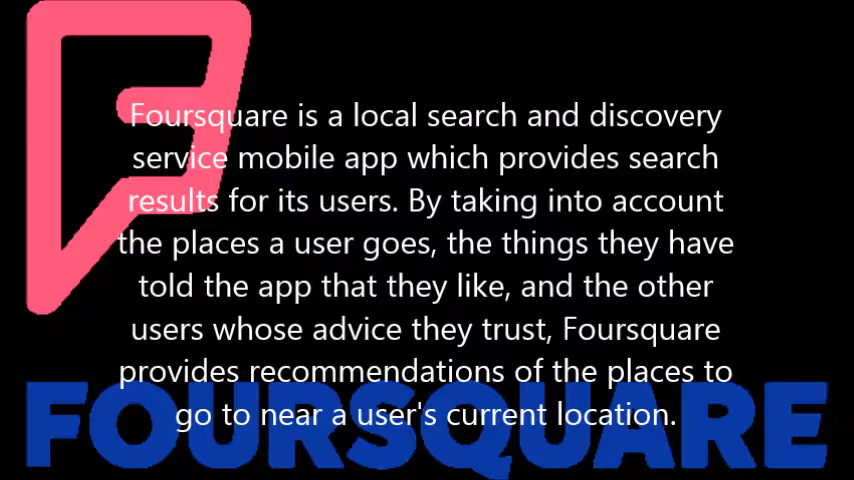 Foursquare is a local search and discovery
service mobile app which provides search
results for its users. By taking into account
the places a user goes, the things they have
told the app that they like, and the other
users whose advice they trust, Foursquare
provides recommendations of the places to
go to near a user's current location.
FOURSQUARE